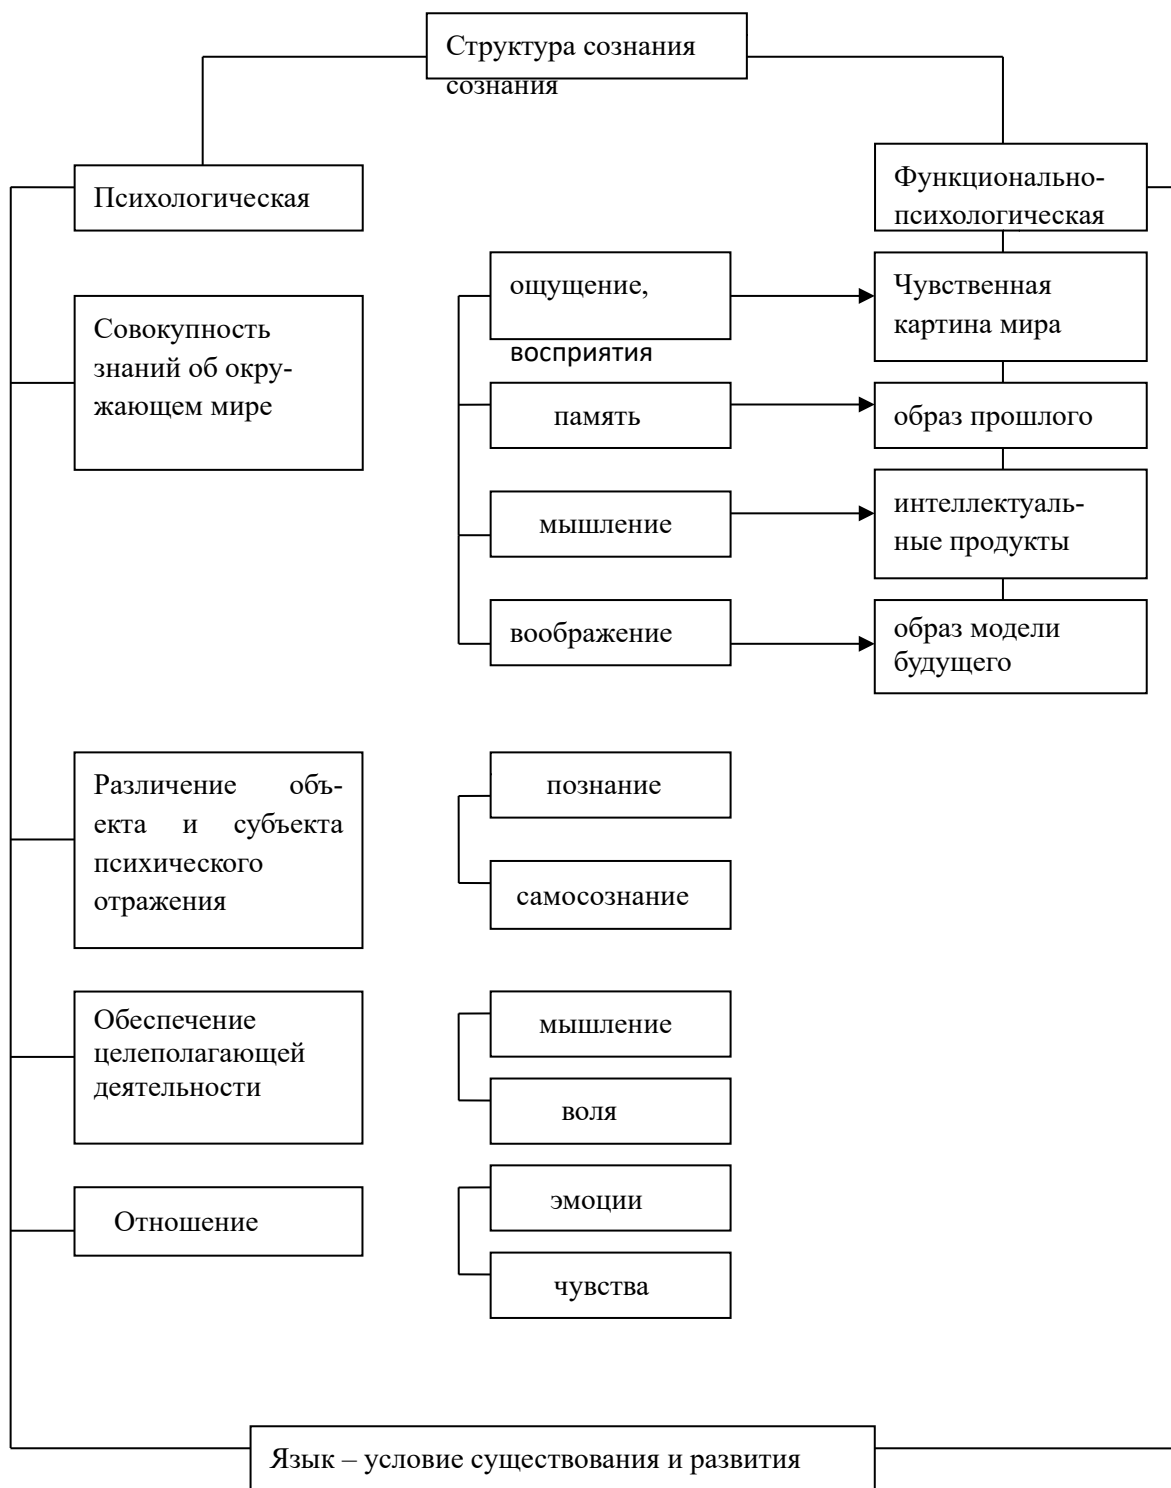 Структура сознания
сознания
Психологическая
Функционально-
психологическая
Совокупность
знаний об окру-
жающем мире
ощущение,
восприятия
Чувственная
картина мира
память
образ прошлого
мышление
интеллектуаль-
ные продукты
воображение
образ модели
будущего
Различение объ-
екта и субъекта
психического
отражения
познание
самосознание
Обеспечение
целеполагающей
деятельности
мышление
воля
Отношение
эмоции
чувства
Язык – условие существования и развития